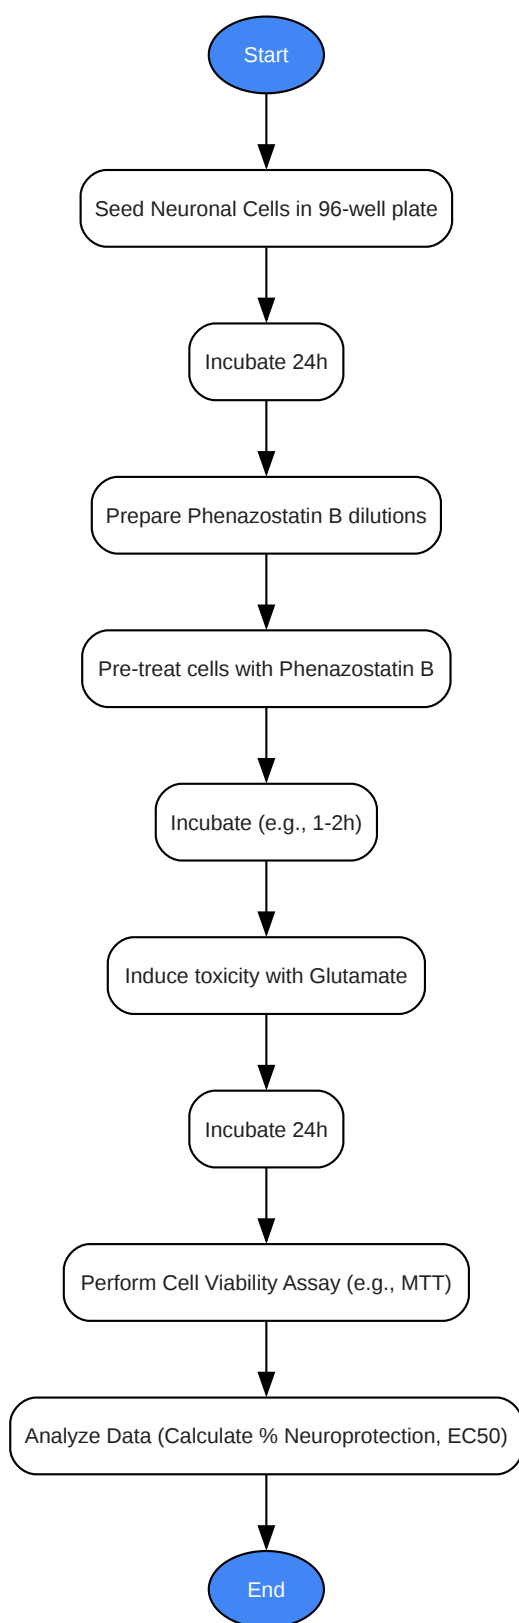 Start
Seed Neuronal Cells in 96-well plate
Incubate 24h
Prepare Phenazostatin B dilutions
Pre-treat cells with Phenazostatin B
Incubate (e.g., 1-2h)
Induce toxicity with Glutamate
Incubate 24h
Perform Cell Viability Assay (e.g., MTT)
Analyze Data (Calculate % Neuroprotection, EC50)
End